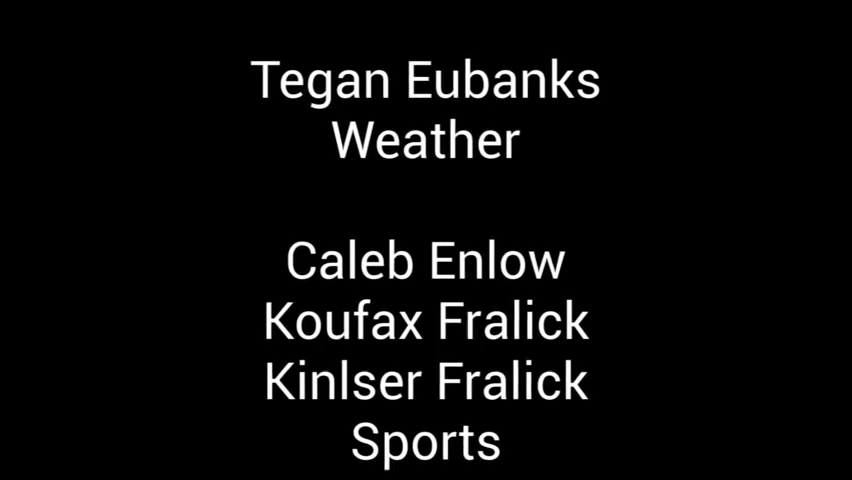 Tegan Eubanks
Weather
Caleb Enlow
Koufax Fralick
Kinlser Fralick
Sports